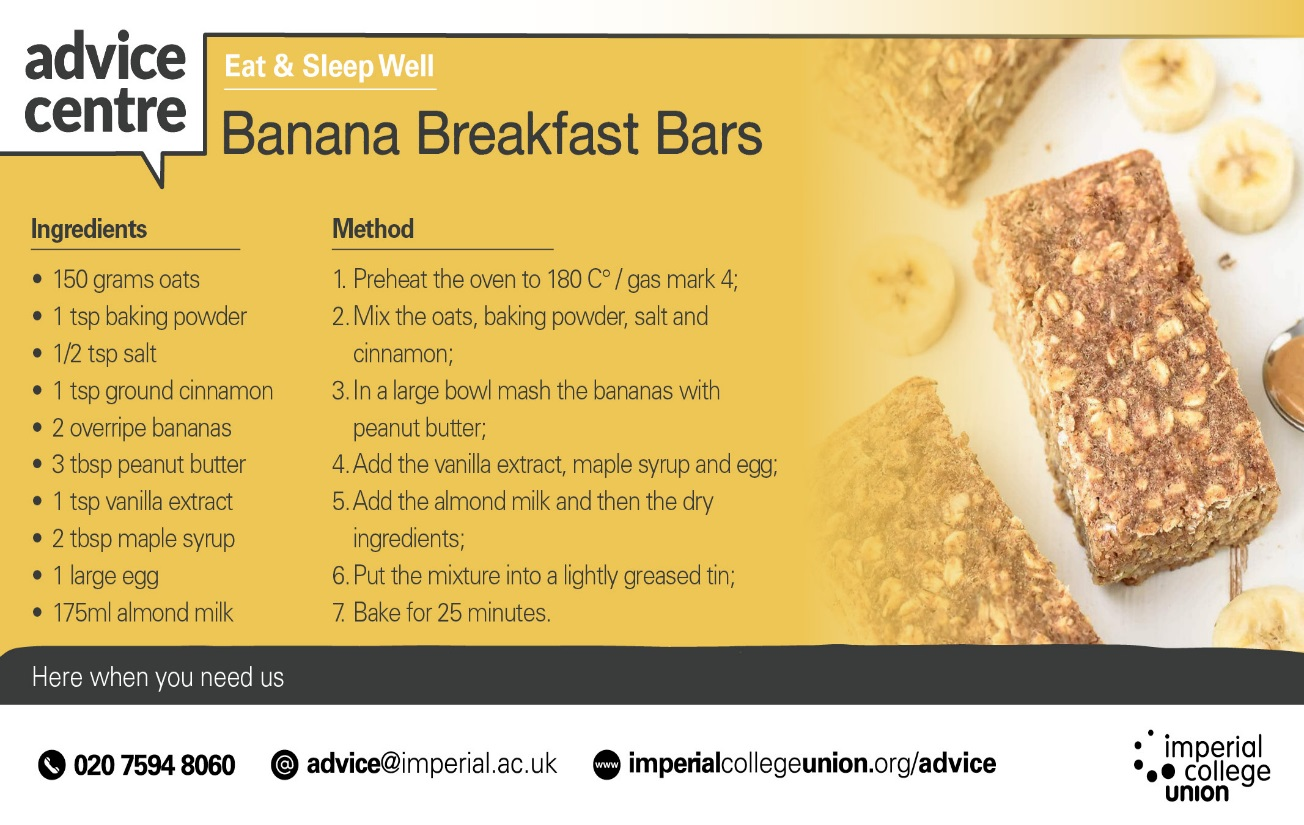 advice
centre
Eat & Sleep Well
Banana Breakfast Bars
Ingredients
• 150 grams oats
• 1 tsp baking powder
• 1/2 tsp salt
• 1 tsp ground cinnamon
• 2 overripe bananas
• 3 tbsp peanut butter
• 1 tsp vanilla extract
• 2 tbsp maple syrup
• 1 large egg
• 175ml almond milk
Method
1. Preheat the oven to 180 C° / gas mark 4;
2. Mix the oats, baking powder, salt and
cinnamon;
3. In a large bowl mash the bananas with
peanut butter;
4. Add the vanilla extract, maple syrup and egg;
5. Add the almond milk and then the dry
ingredients;
6. Put the mixture into a lightly greased tin;
7. Bake for 25 minutes.
Here when you need us
020 7594 8060
@ advice@imperial.ac.uk
www imperialcollegeunion.org/advice
imperial
college
union